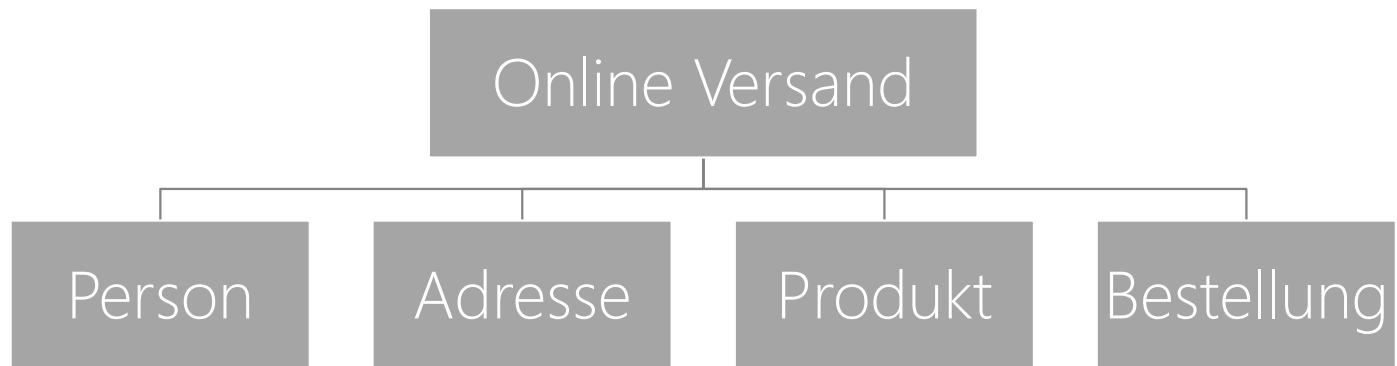 Online Versand
Person
Adresse
Produkt
Bestellung